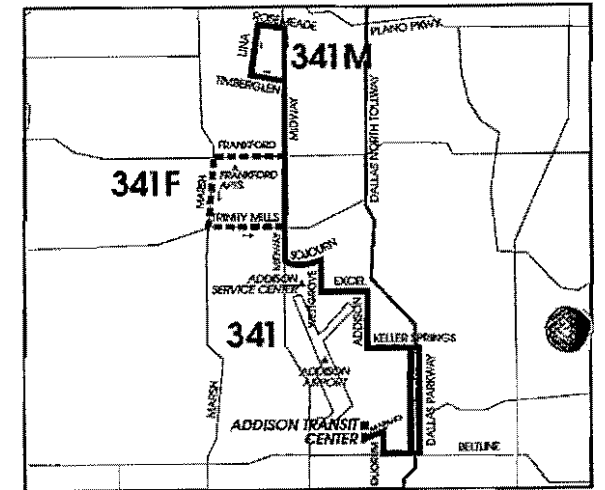 ROSEMEADE
PLANO PKWY.
LINA
341M
TIMBERGLEN
MIDWAY
DALLAS NORTH TOLLWAY
FRANKFORD
341F
MARSH
FRANKFORD
APTS.
TRINITY MILLS
MIDWAY
SOJOURN
ADDISON
SERVICE CENTER
WESTGROVE
EXCEL
341
ADDISON
KELLER SPRINGS
ADDISON
AIRPORT
MARSH
DALLAS PARKWAY
ADDISON TRANSIT
CENTER
QUORUM
BELTLINE